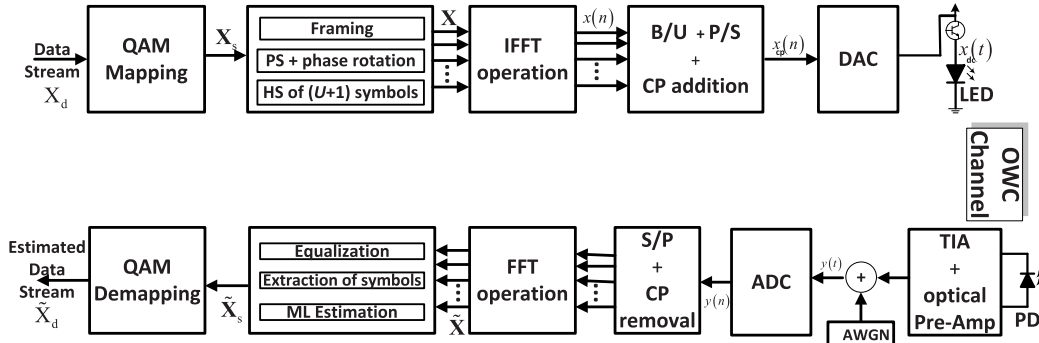 Data
Stream
X_d
QAM
Mapping
X_s
Framing
PS + phase rotation
HS of (U+1) symbols
X
IFFT
operation
x(n)
B/U + P/S
+
CP addition
x_cp(n)
DAC
x_dc(t)
LED
OWC
Channel
Estimated
Data
Stream
X̃_d
QAM
Demapping
X̃_s
Equalization
Extraction of symbols
ML Estimation
X̃
FFT
operation
S/P
+
CP
removal
y(n)
ADC
y(t)
+
AWGN
TIA
+
optical
Pre-Amp
PD